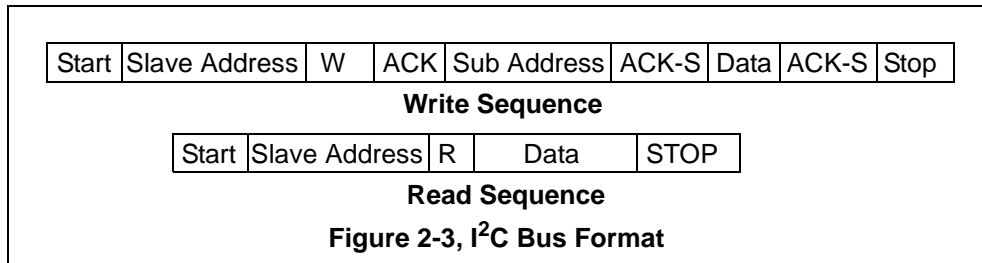 Start Slave Address W ACK Sub Address ACK-S Data ACK-S Stop
Write Sequence
Start Slave Address R Data STOP
Read Sequence
Figure 2-3, I²C Bus Format